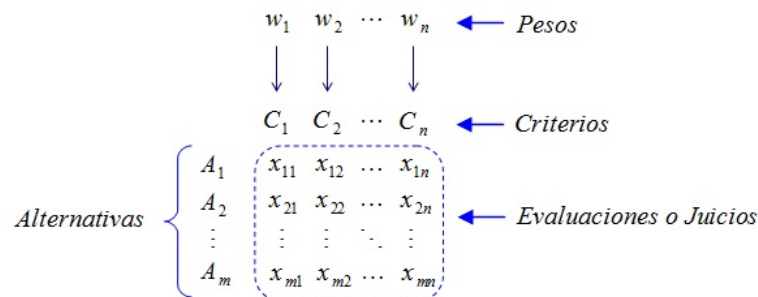 w₁ w₂ ⋯ wₙ Pesos
C₁ C₂ ⋯ Cₙ Criterios
A₁ x₁₁ x₁₂ … x₁ₙ
Alternativas A₂ x₂₁ x₂₂ … x₂ₙ Evaluaciones o Juicios
⋮ ⋮ ⋮ ⋱ ⋮
Aₘ xₘ₁ xₘ₂ … xₘₙ